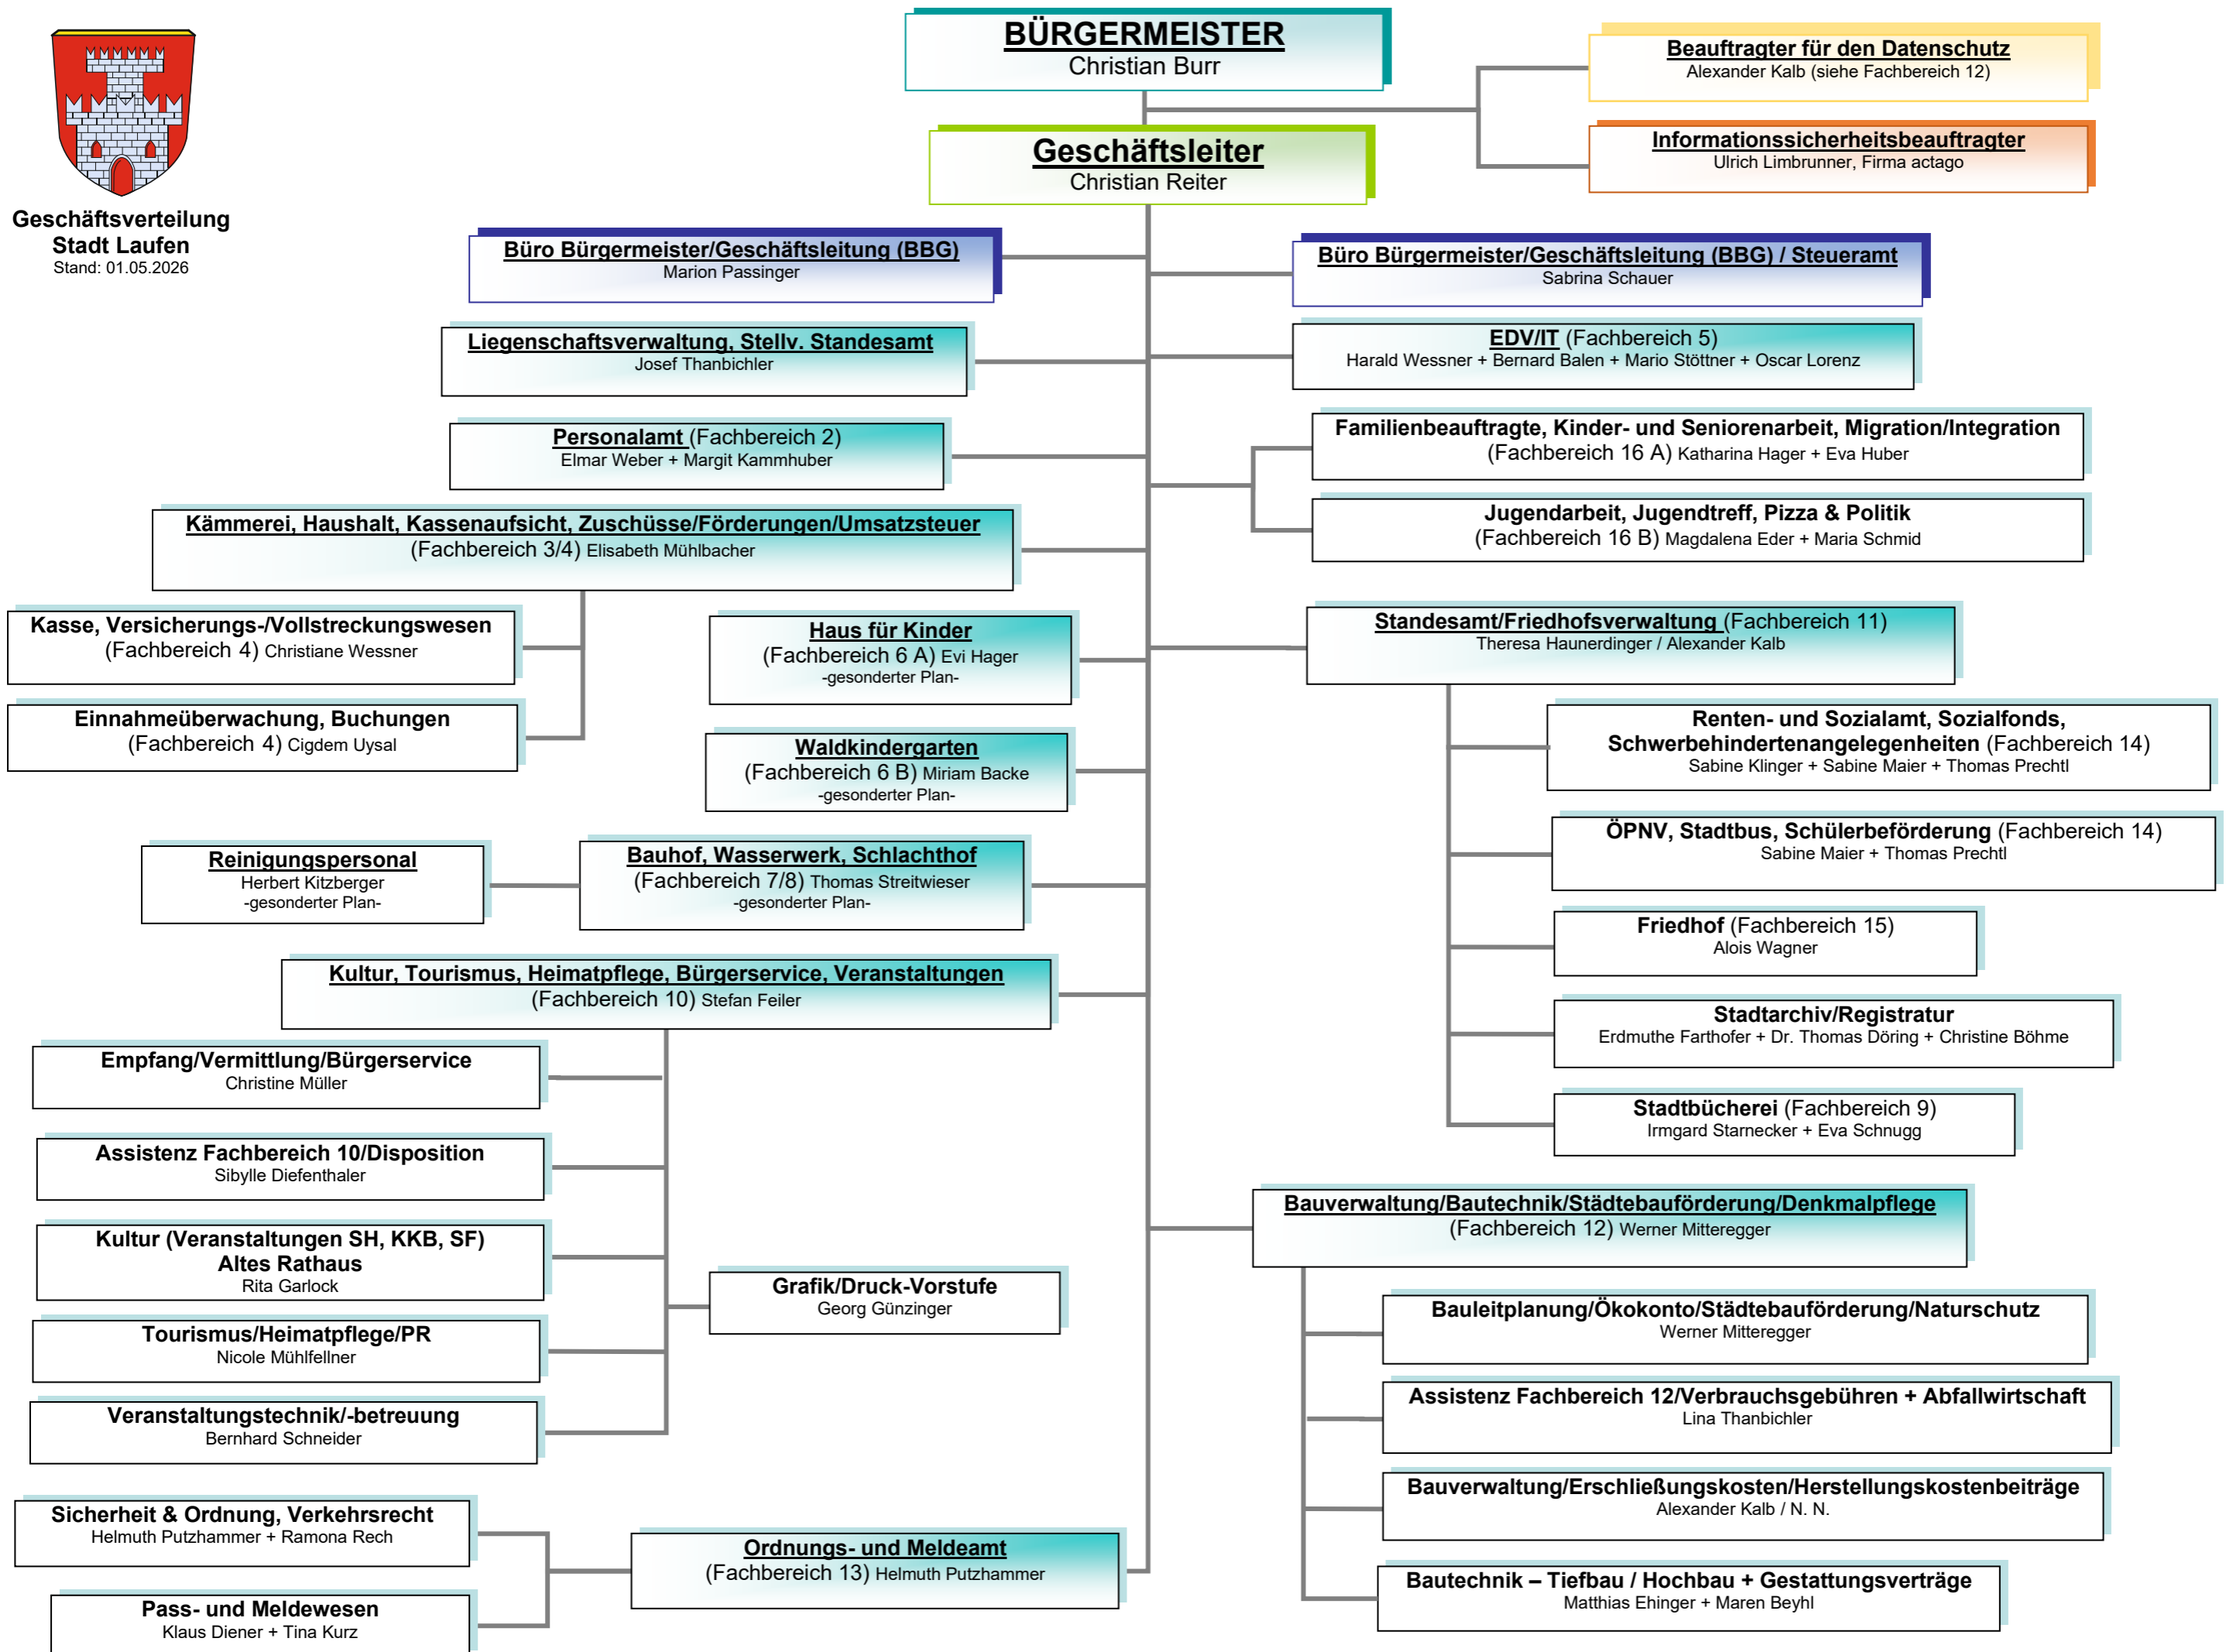 BÜRGERMEISTER
Christian Burr
Beauftragter für den Datenschutz
Alexander Kalb (siehe Fachbereich 12)
Geschäftsleiter
Christian Reiter
Informationssicherheitsbeauftragter
Ulrich Limbrunner, Firma actago
Geschäftsverteilung
Stadt Laufen
Stand: 01.05.2026
Büro Bürgermeister/Geschäftsleitung (BBG)
Marion Passinger
Büro Bürgermeister/Geschäftsleitung (BBG) / Steueramt
Sabrina Schauer
Liegenschaftsverwaltung, Stellv. Standesamt
Josef Thanbichler
EDV/IT (Fachbereich 5)
Harald Wessner + Bernard Balen + Mario Stöttner + Oscar Lorenz
Personalamt (Fachbereich 2)
Elmar Weber + Margit Kammhuber
Familienbeauftragte, Kinder- und Seniorenarbeit, Migration/Integration
(Fachbereich 16 A) Katharina Hager + Eva Huber
Jugendarbeit, Jugendtreff, Pizza & Politik
(Fachbereich 16 B) Magdalena Eder + Maria Schmid
Kämmerei, Haushalt, Kassenaufsicht, Zuschüsse/Förderungen/Umsatzsteuer
(Fachbereich 3/4) Elisabeth Mühlbacher
Kasse, Versicherungs-/Vollstreckungswesen
(Fachbereich 4) Christiane Wessner
Einnahmeüberwachung, Buchungen
(Fachbereich 4) Cigdem Uysal
Haus für Kinder
(Fachbereich 6 A) Evi Hager
-gesonderter Plan-
Waldkindergarten
(Fachbereich 6 B) Miriam Backe
-gesonderter Plan-
Standesamt/Friedhofsverwaltung (Fachbereich 11)
Theresa Haunerdinger / Alexander Kalb
Renten- und Sozialamt, Sozialfonds,
Schwerbehindertenangelegenheiten (Fachbereich 14)
Sabine Klinger + Sabine Maier + Thomas Prechtl
ÖPNV, Stadtbus, Schülerbeförderung (Fachbereich 14)
Sabine Maier + Thomas Prechtl
Friedhof (Fachbereich 15)
Alois Wagner
Stadtarchiv/Registratur
Erdmuthe Farthofer + Dr. Thomas Döring + Christine Böhme
Stadtbücherei (Fachbereich 9)
Irmgard Starnecker + Eva Schnugg
Reinigungspersonal
Herbert Kitzberger
-gesonderter Plan-
Bauhof, Wasserwerk, Schlachthof
(Fachbereich 7/8) Thomas Streitwieser
-gesonderter Plan-
Kultur, Tourismus, Heimatpflege, Bürgerservice, Veranstaltungen
(Fachbereich 10) Stefan Feiler
Empfang/Vermittlung/Bürgerservice
Christine Müller
Assistenz Fachbereich 10/Disposition
Sibylle Diefenthaler
Kultur (Veranstaltungen SH, KKB, SF)
Altes Rathaus
Rita Garlock
Tourismus/Heimatpflege/PR
Nicole Mühlfellner
Veranstaltungstechnik/-betreuung
Bernhard Schneider
Grafik/Druck-Vorstufe
Georg Günzinger
Bauverwaltung/Bautechnik/Städtebauförderung/Denkmalpflege
(Fachbereich 12) Werner Mitteregger
Bauleitplanung/Ökokonto/Städtebauförderung/Naturschutz
Werner Mitteregger
Assistenz Fachbereich 12/Verbrauchsgebühren + Abfallwirtschaft
Lina Thanbichler
Bauverwaltung/Erschließungskosten/Herstellungskostenbeiträge
Alexander Kalb / N. N.
Bautechnik – Tiefbau / Hochbau + Gestattungsverträge
Matthias Ehinger + Maren Beyhl
Sicherheit & Ordnung, Verkehrsrecht
Helmuth Putzhammer + Ramona Rech
Ordnungs- und Meldeamt
(Fachbereich 13) Helmuth Putzhammer
Pass- und Meldewesen
Klaus Diener + Tina Kurz